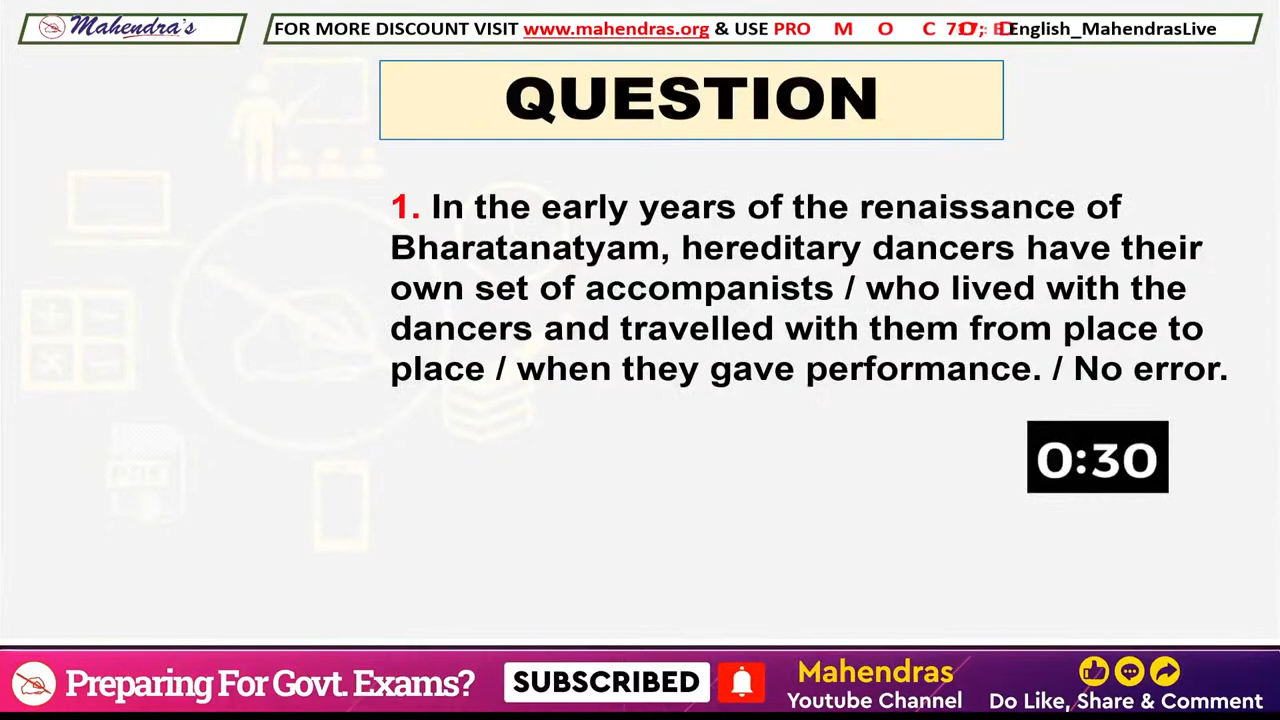 Mahendra's
FOR MORE DISCOUNT VISIT www.mahendras.org & USE PRO M O C English_MahendrasLive
QUESTION
1. In the early years of the renaissance of
Bharatanatyam, hereditary dancers have their
own set of accompanists / who lived with the
dancers and travelled with them from place to
place / when they gave performance. / No error.
0:30
Preparing For Govt. Exams?
SUBSCRIBED
Mahendras
Youtube Channel
Do Like, Share & Comment